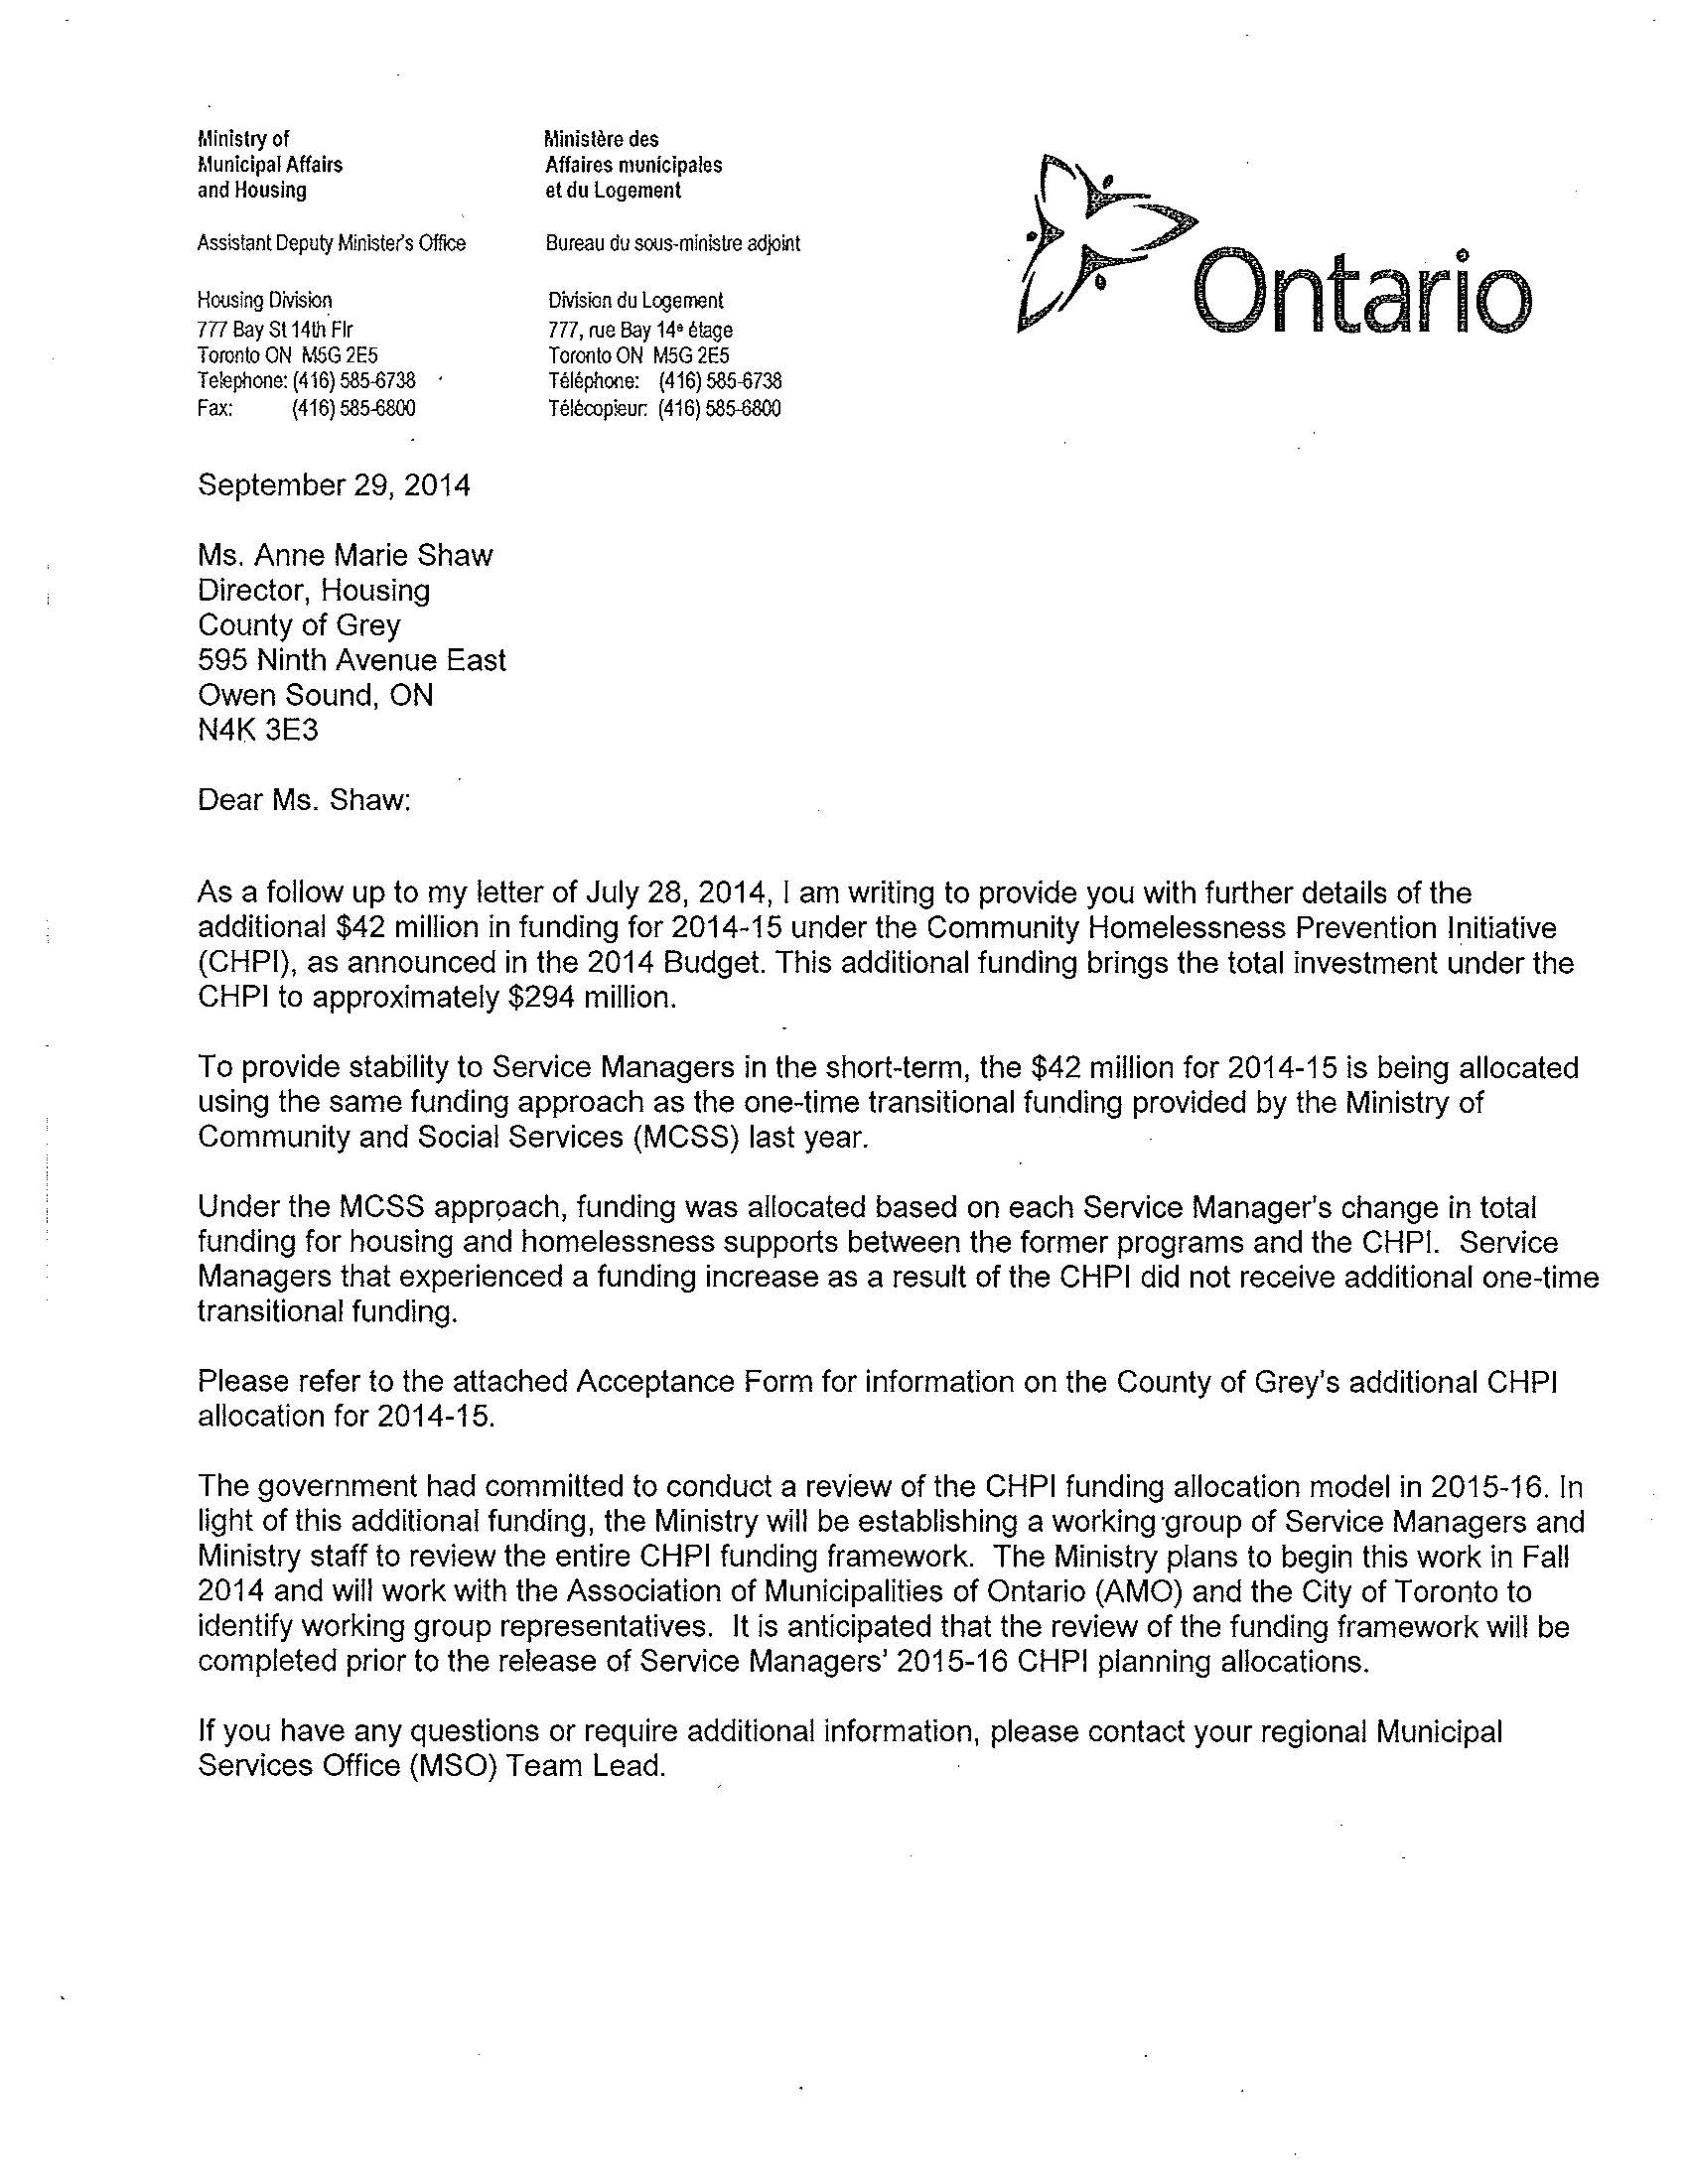 Ministry of
Municipal Affairs
and Housing
Assistant Deputy Minister's Office
Housing Division
777 Bay St 14th Flr
Toronto ON M5G 2E5
Telephone: (416) 585-6738
Fax: (416) 585-6800
Ministère des
Affaires municipales
et du Logement
Bureau du sous-ministre adjoint
Division du Logement
777, rue Bay 14e étage
Toronto ON M5G 2E5
Téléphone: (416) 585-6738
Télécopieur: (416) 585-6800
Ontario
September 29, 2014
Ms. Anne Marie Shaw
Director, Housing
County of Grey
595 Ninth Avenue East
Owen Sound, ON
N4K 3E3
Dear Ms. Shaw:
As a follow up to my letter of July 28, 2014, I am writing to provide you with further details of the
additional $42 million in funding for 2014-15 under the Community Homelessness Prevention Initiative
(CHPI), as announced in the 2014 Budget. This additional funding brings the total investment under the
CHPI to approximately $294 million.
To provide stability to Service Managers in the short-term, the $42 million for 2014-15 is being allocated
using the same funding approach as the one-time transitional funding provided by the Ministry of
Community and Social Services (MCSS) last year.
Under the MCSS approach, funding was allocated based on each Service Manager's change in total
funding for housing and homelessness supports between the former programs and the CHPI. Service
Managers that experienced a funding increase as a result of the CHPI did not receive additional one-time
transitional funding.
Please refer to the attached Acceptance Form for information on the County of Grey's additional CHPI
allocation for 2014-15.
The government had committed to conduct a review of the CHPI funding allocation model in 2015-16. In
light of this additional funding, the Ministry will be establishing a working group of Service Managers and
Ministry staff to review the entire CHPI funding framework. The Ministry plans to begin this work in Fall
2014 and will work with the Association of Municipalities of Ontario (AMO) and the City of Toronto to
identify working group representatives. It is anticipated that the review of the funding framework will be
completed prior to the release of Service Managers' 2015-16 CHPI planning allocations.
If you have any questions or require additional information, please contact your regional Municipal
Services Office (MSO) Team Lead.